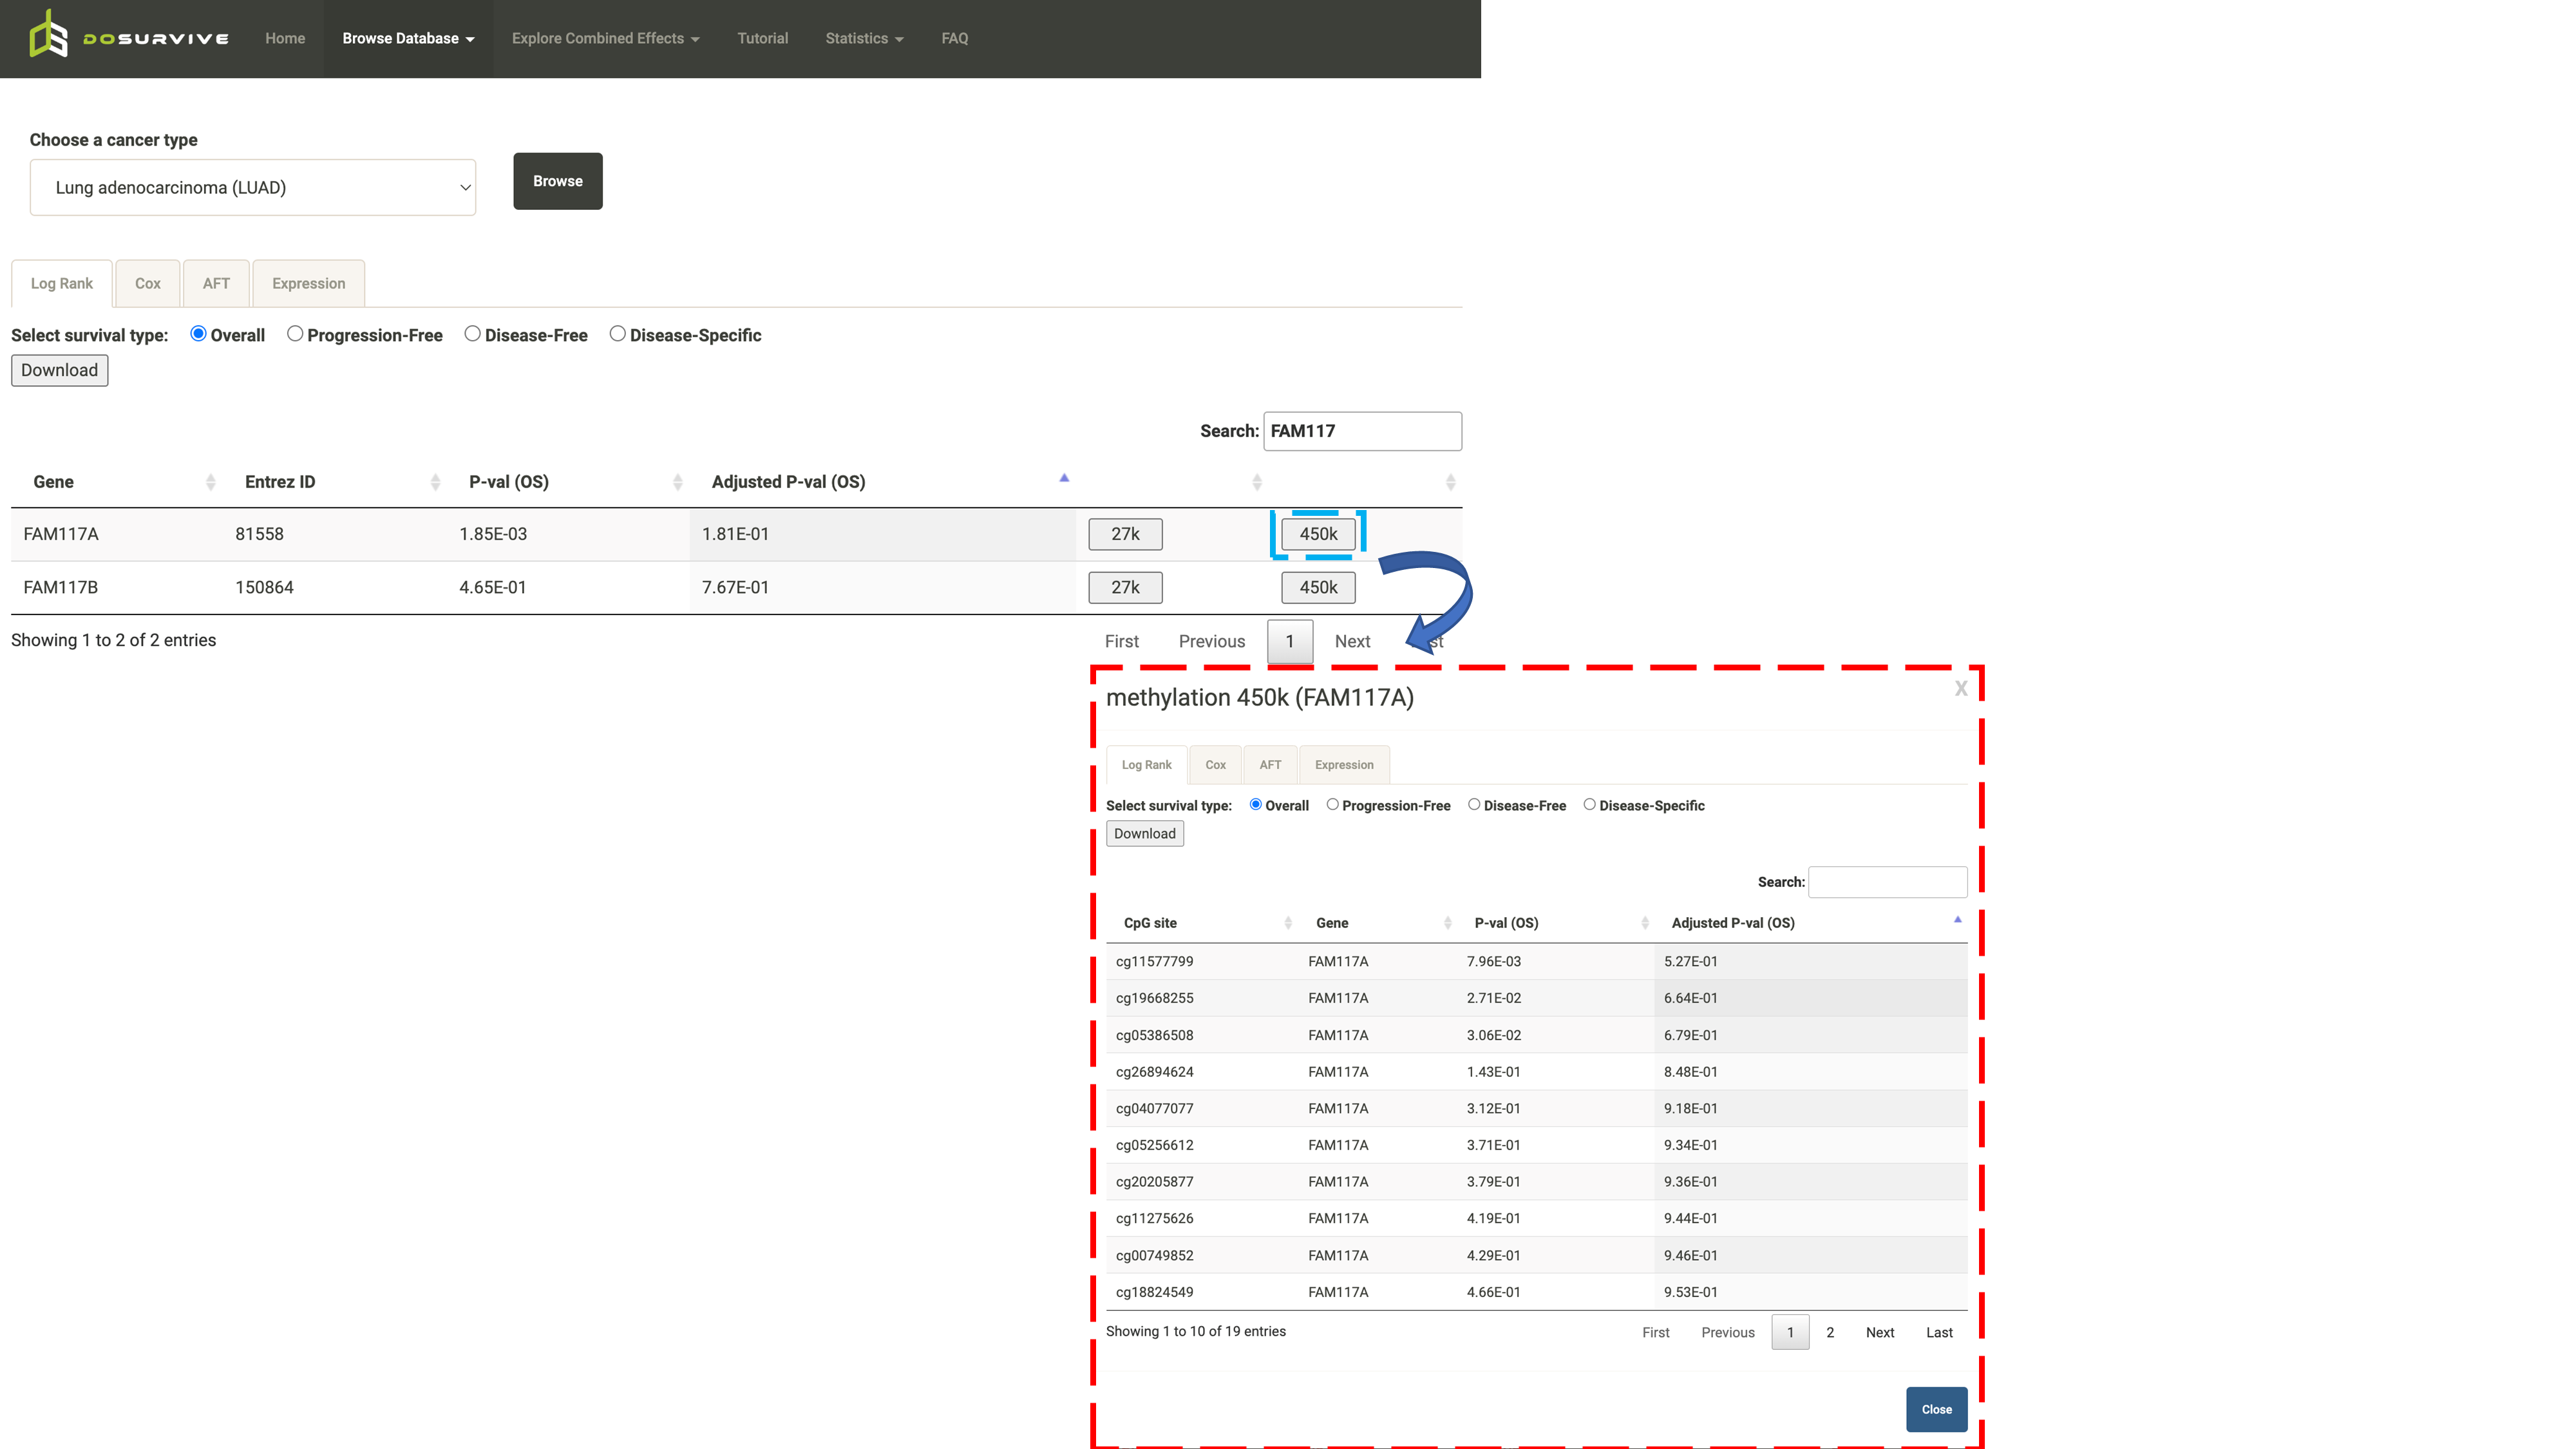 DOSURVIVE Home Browse Database Explore Combined Effects Tutorial Statistics FAQ
Choose a cancer type
Lung adenocarcinoma (LUAD) Browse
Log Rank Cox AFT Expression
Select survival type: Overall Progression-Free Disease-Free Disease-Specific
Download
Search: FAM117
Gene Entrez ID P-val (OS) Adjusted P-val (OS)
FAM117A 81558 1.85E-03 1.81E-01 27k 450k
FAM117B 150864 4.65E-01 7.67E-01 27k 450k
Showing 1 to 2 of 2 entries First Previous 1 Next
methylation 450k (FAM117A) X
Log Rank Cox AFT Expression
Select survival type: Overall Progression-Free Disease-Free Disease-Specific
Download
Search:
CpG site Gene P-val (OS) Adjusted P-val (OS)
cg11577799 FAM117A 7.96E-03 5.27E-01
cg19668255 FAM117A 2.71E-02 6.64E-01
cg05386508 FAM117A 3.06E-02 6.79E-01
cg26894624 FAM117A 1.43E-01 8.48E-01
cg04077077 FAM117A 3.12E-01 9.18E-01
cg05256612 FAM117A 3.71E-01 9.34E-01
cg20205877 FAM117A 3.79E-01 9.36E-01
cg11275626 FAM117A 4.19E-01 9.44E-01
cg00749852 FAM117A 4.29E-01 9.46E-01
cg18824549 FAM117A 4.66E-01 9.53E-01
Showing 1 to 10 of 19 entries First Previous 1 2 Next Last
Close